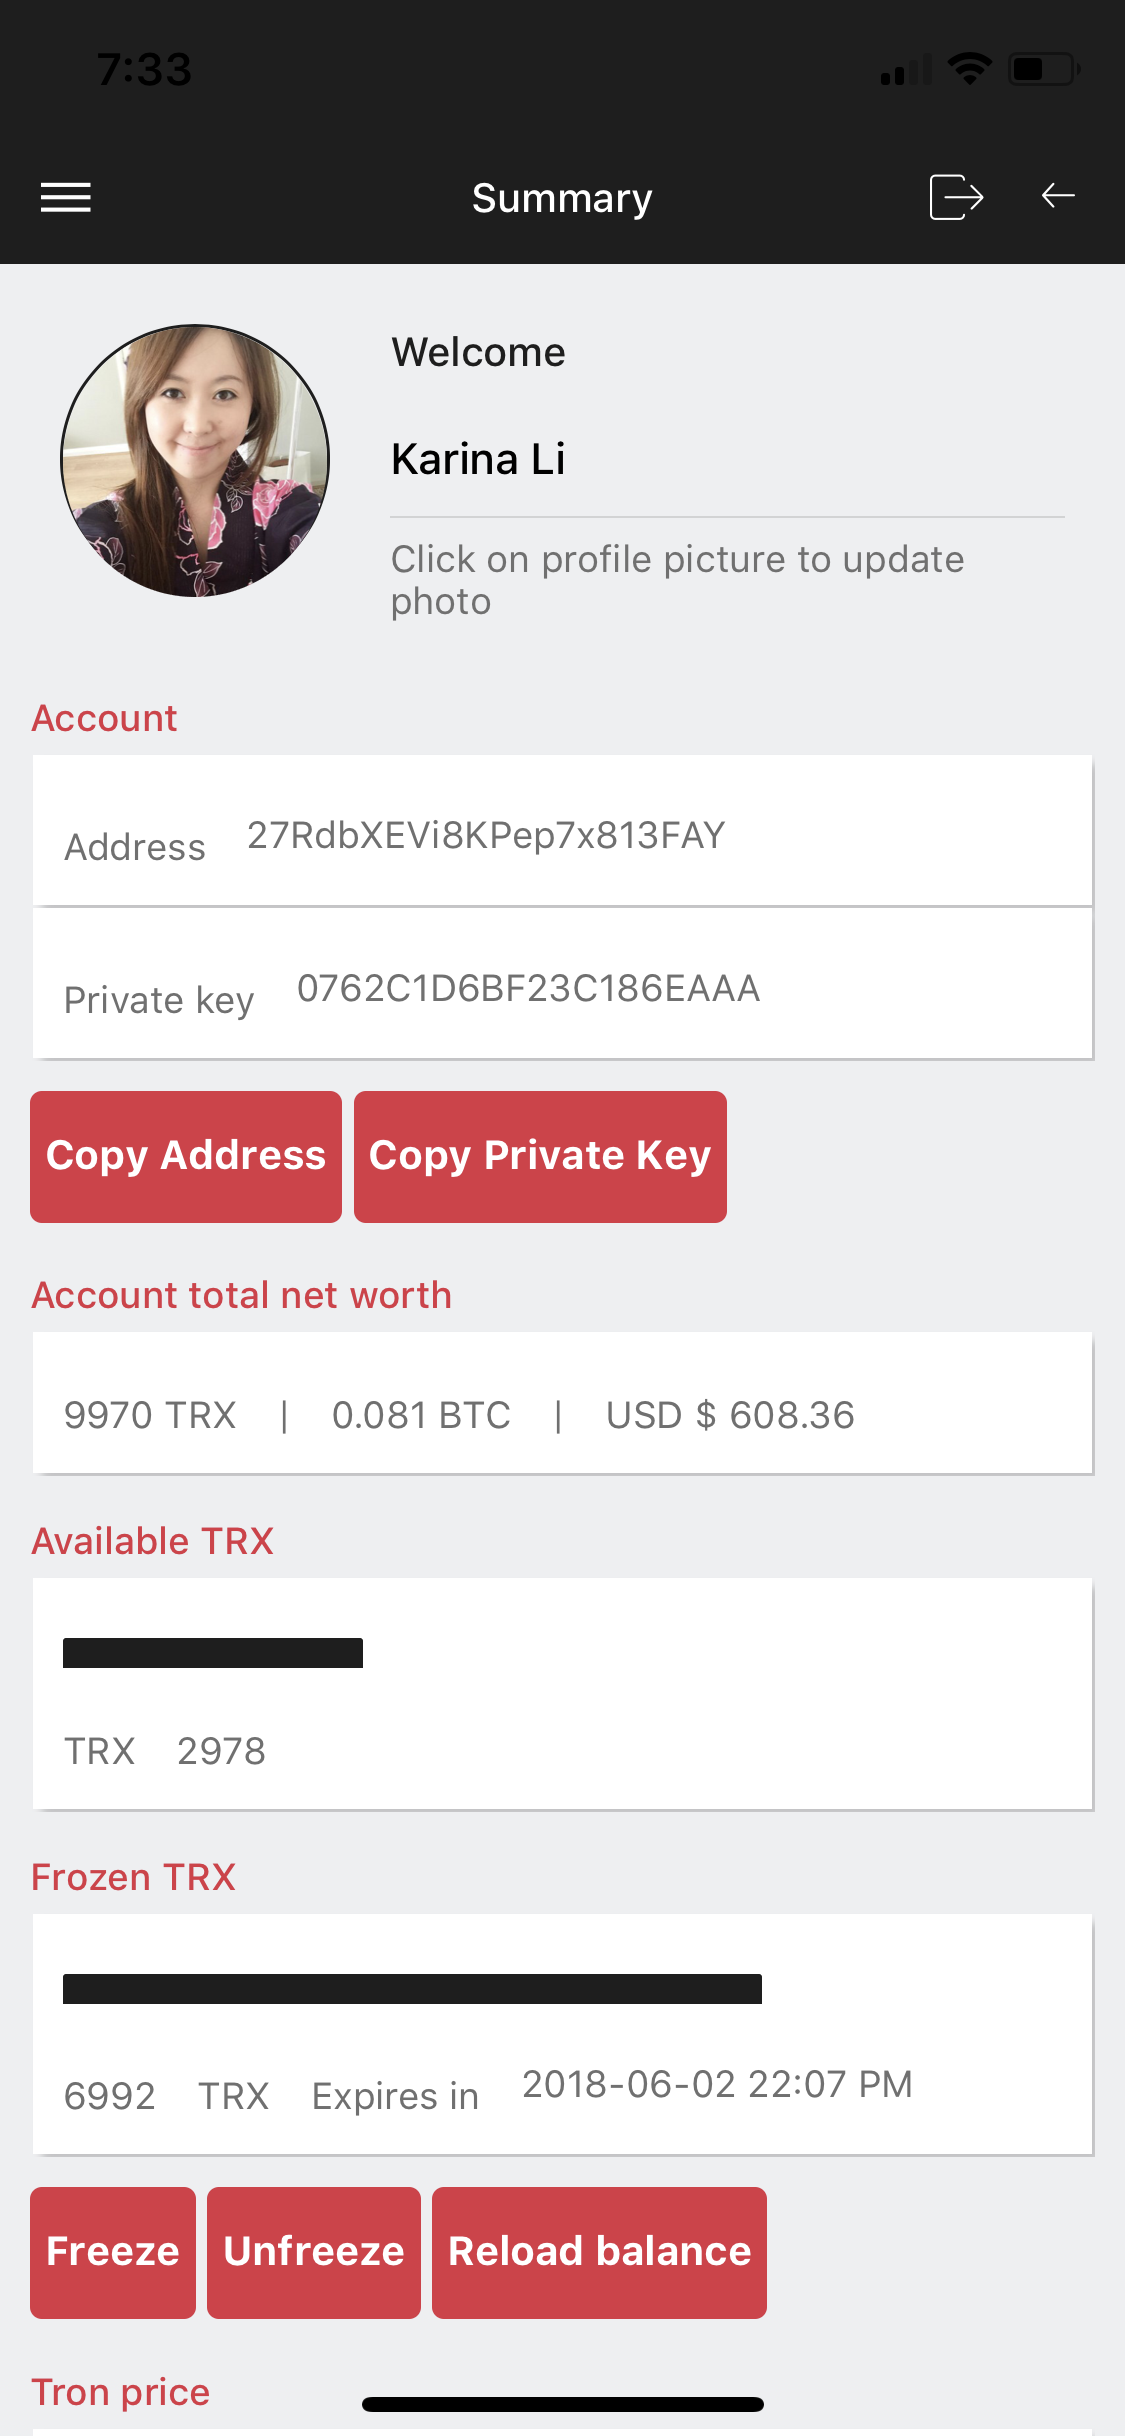 7:33
Summary
Welcome
Karina Li
Click on profile picture to update
photo
Account
Address 27RdbXEVi8KPep7x813FAY
Private key 0762C1D6BF23C186EAAA
Copy Address Copy Private Key
Account total net worth
9970 TRX | 0.081 BTC | USD $ 608.36
Available TRX
TRX 2978
Frozen TRX
6992 TRX Expires in 2018-06-02 22:07 PM
Freeze Unfreeze Reload balance
Tron price